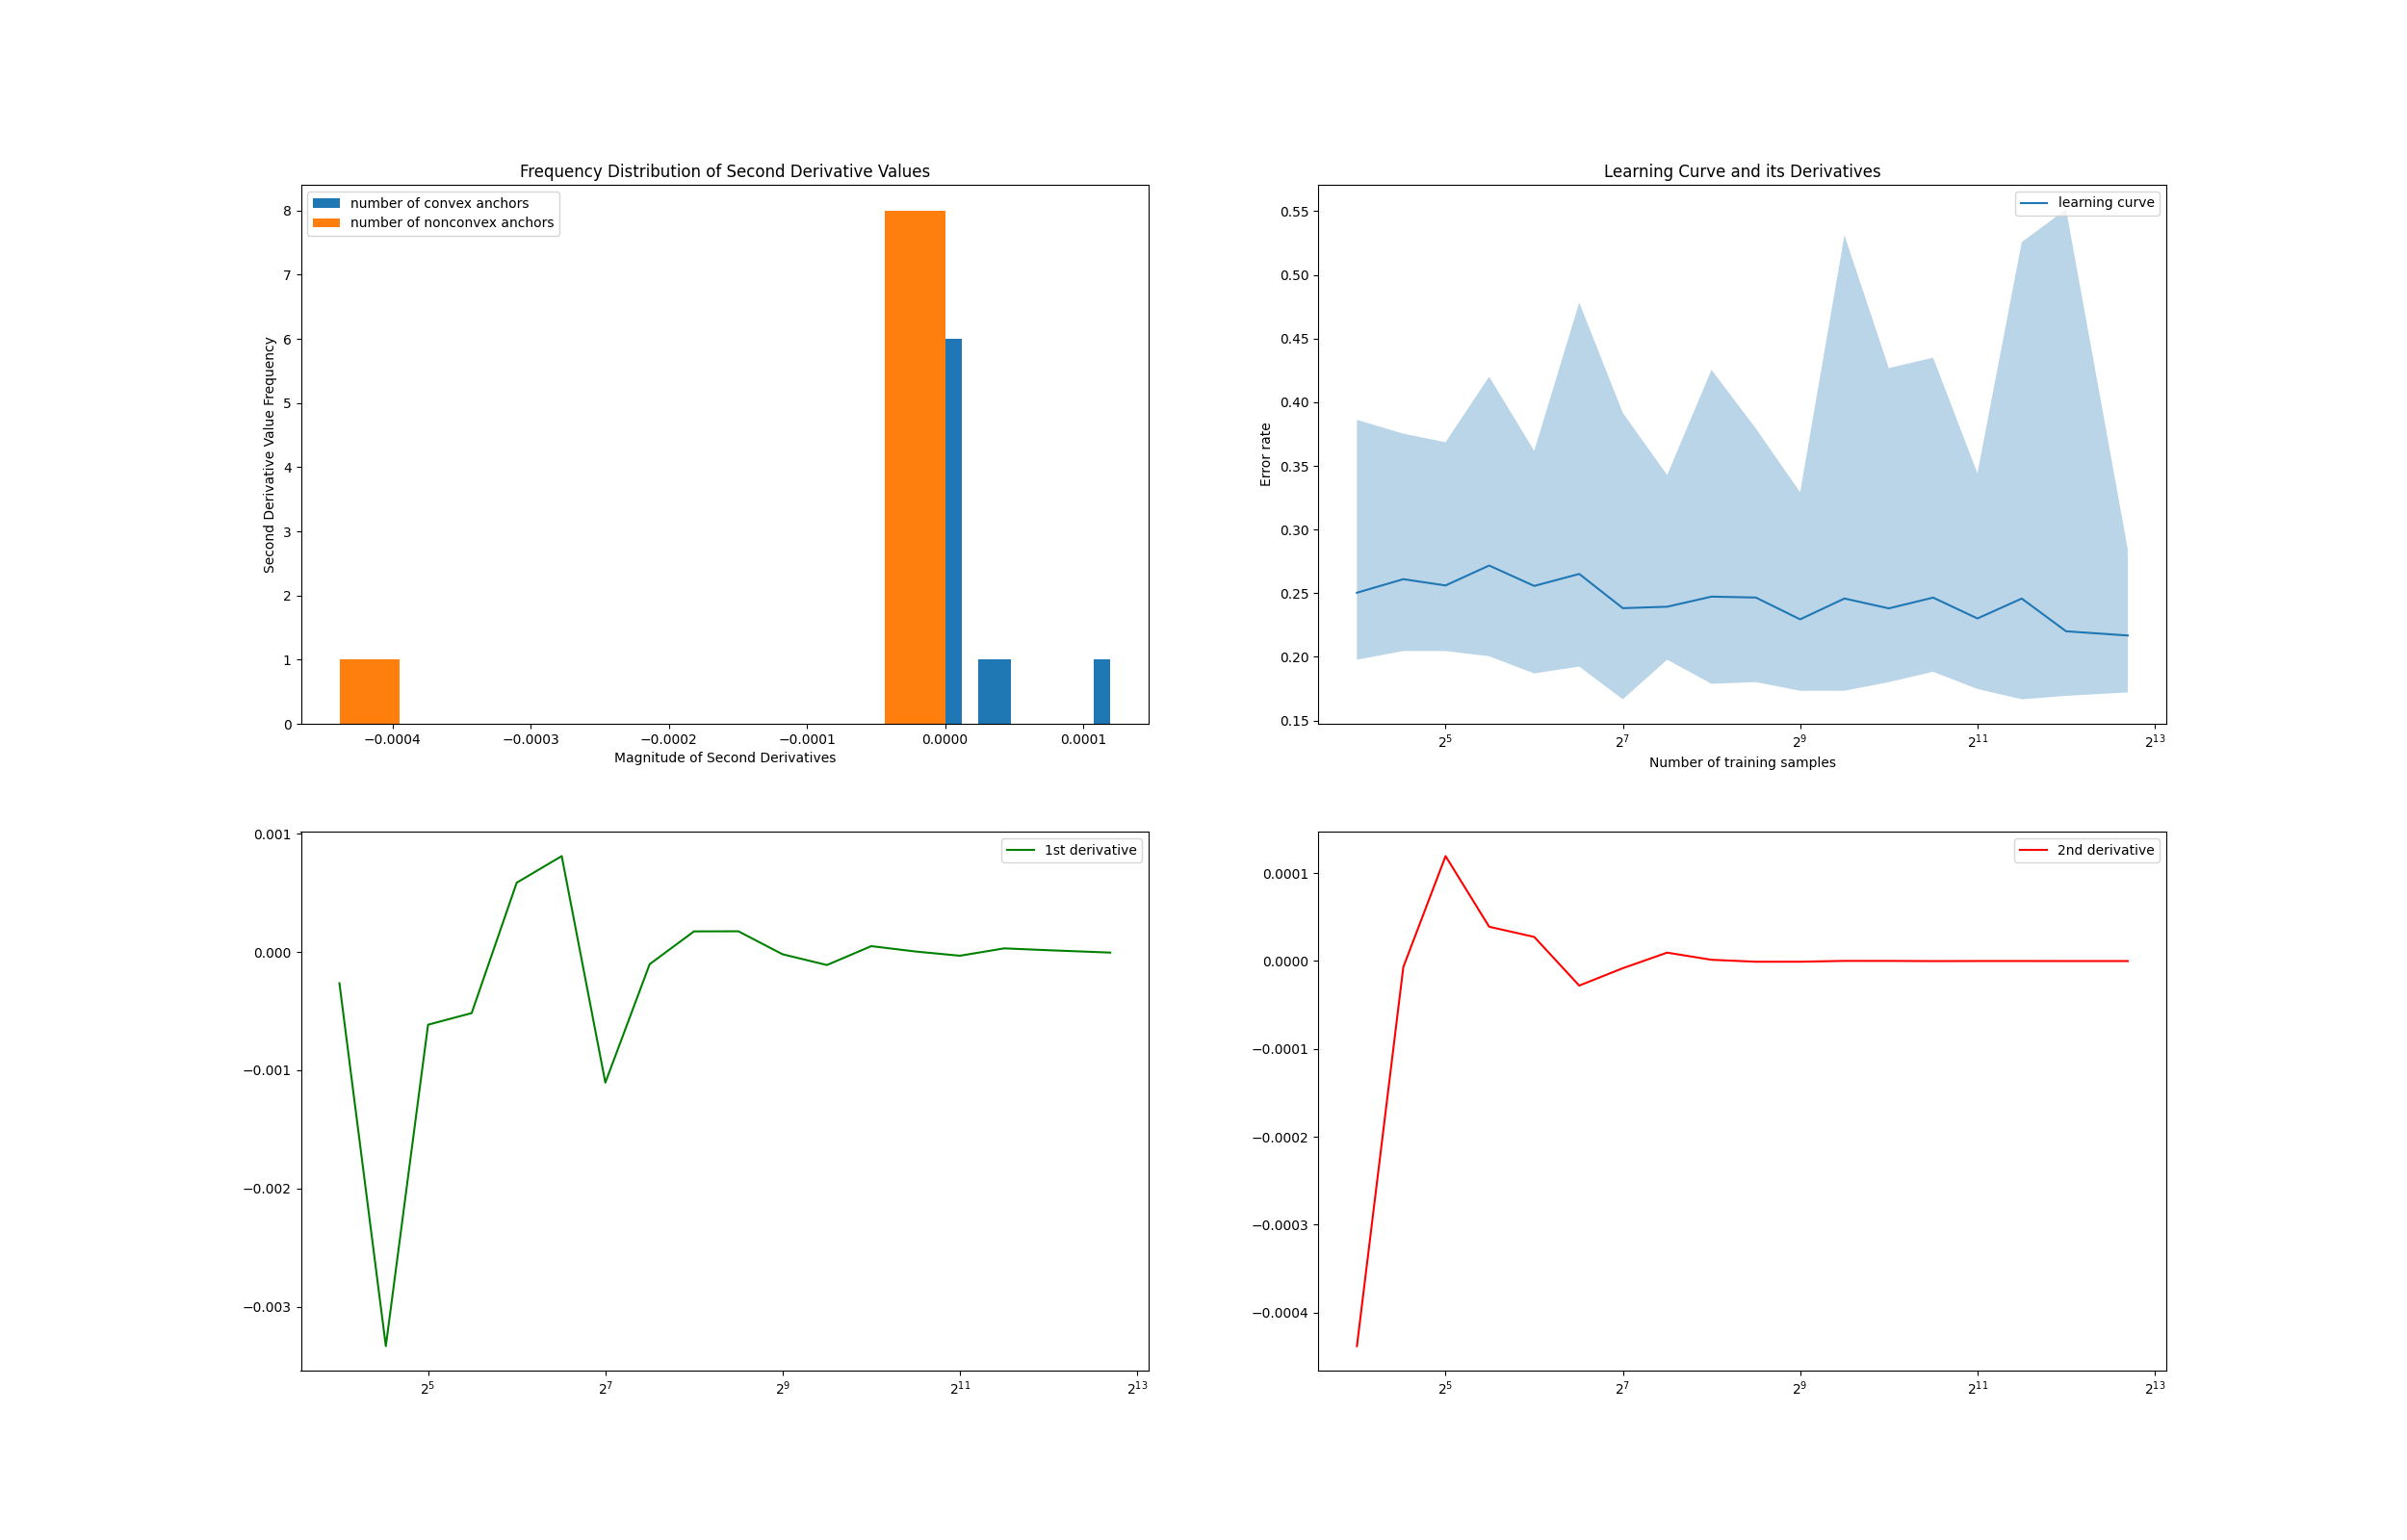 Frequency Distribution of Second Derivative Values
number of convex anchors
number of nonconvex anchors
8
7
6
5
4
3
2
1
0
Second Derivative Value Frequency
−0.0004 −0.0003 −0.0002 −0.0001 0.0000 0.0001
Magnitude of Second Derivatives
Learning Curve and its Derivatives
learning curve
0.55
0.50
0.45
0.40
0.35
0.30
0.25
0.20
0.15
Error rate
2^5 2^7 2^9 2^11 2^13
Number of training samples
1st derivative
0.001
0.000
−0.001
−0.002
−0.003
2^5 2^7 2^9 2^11 2^13
2nd derivative
0.0001
0.0000
−0.0001
−0.0002
−0.0003
−0.0004
2^5 2^7 2^9 2^11 2^13